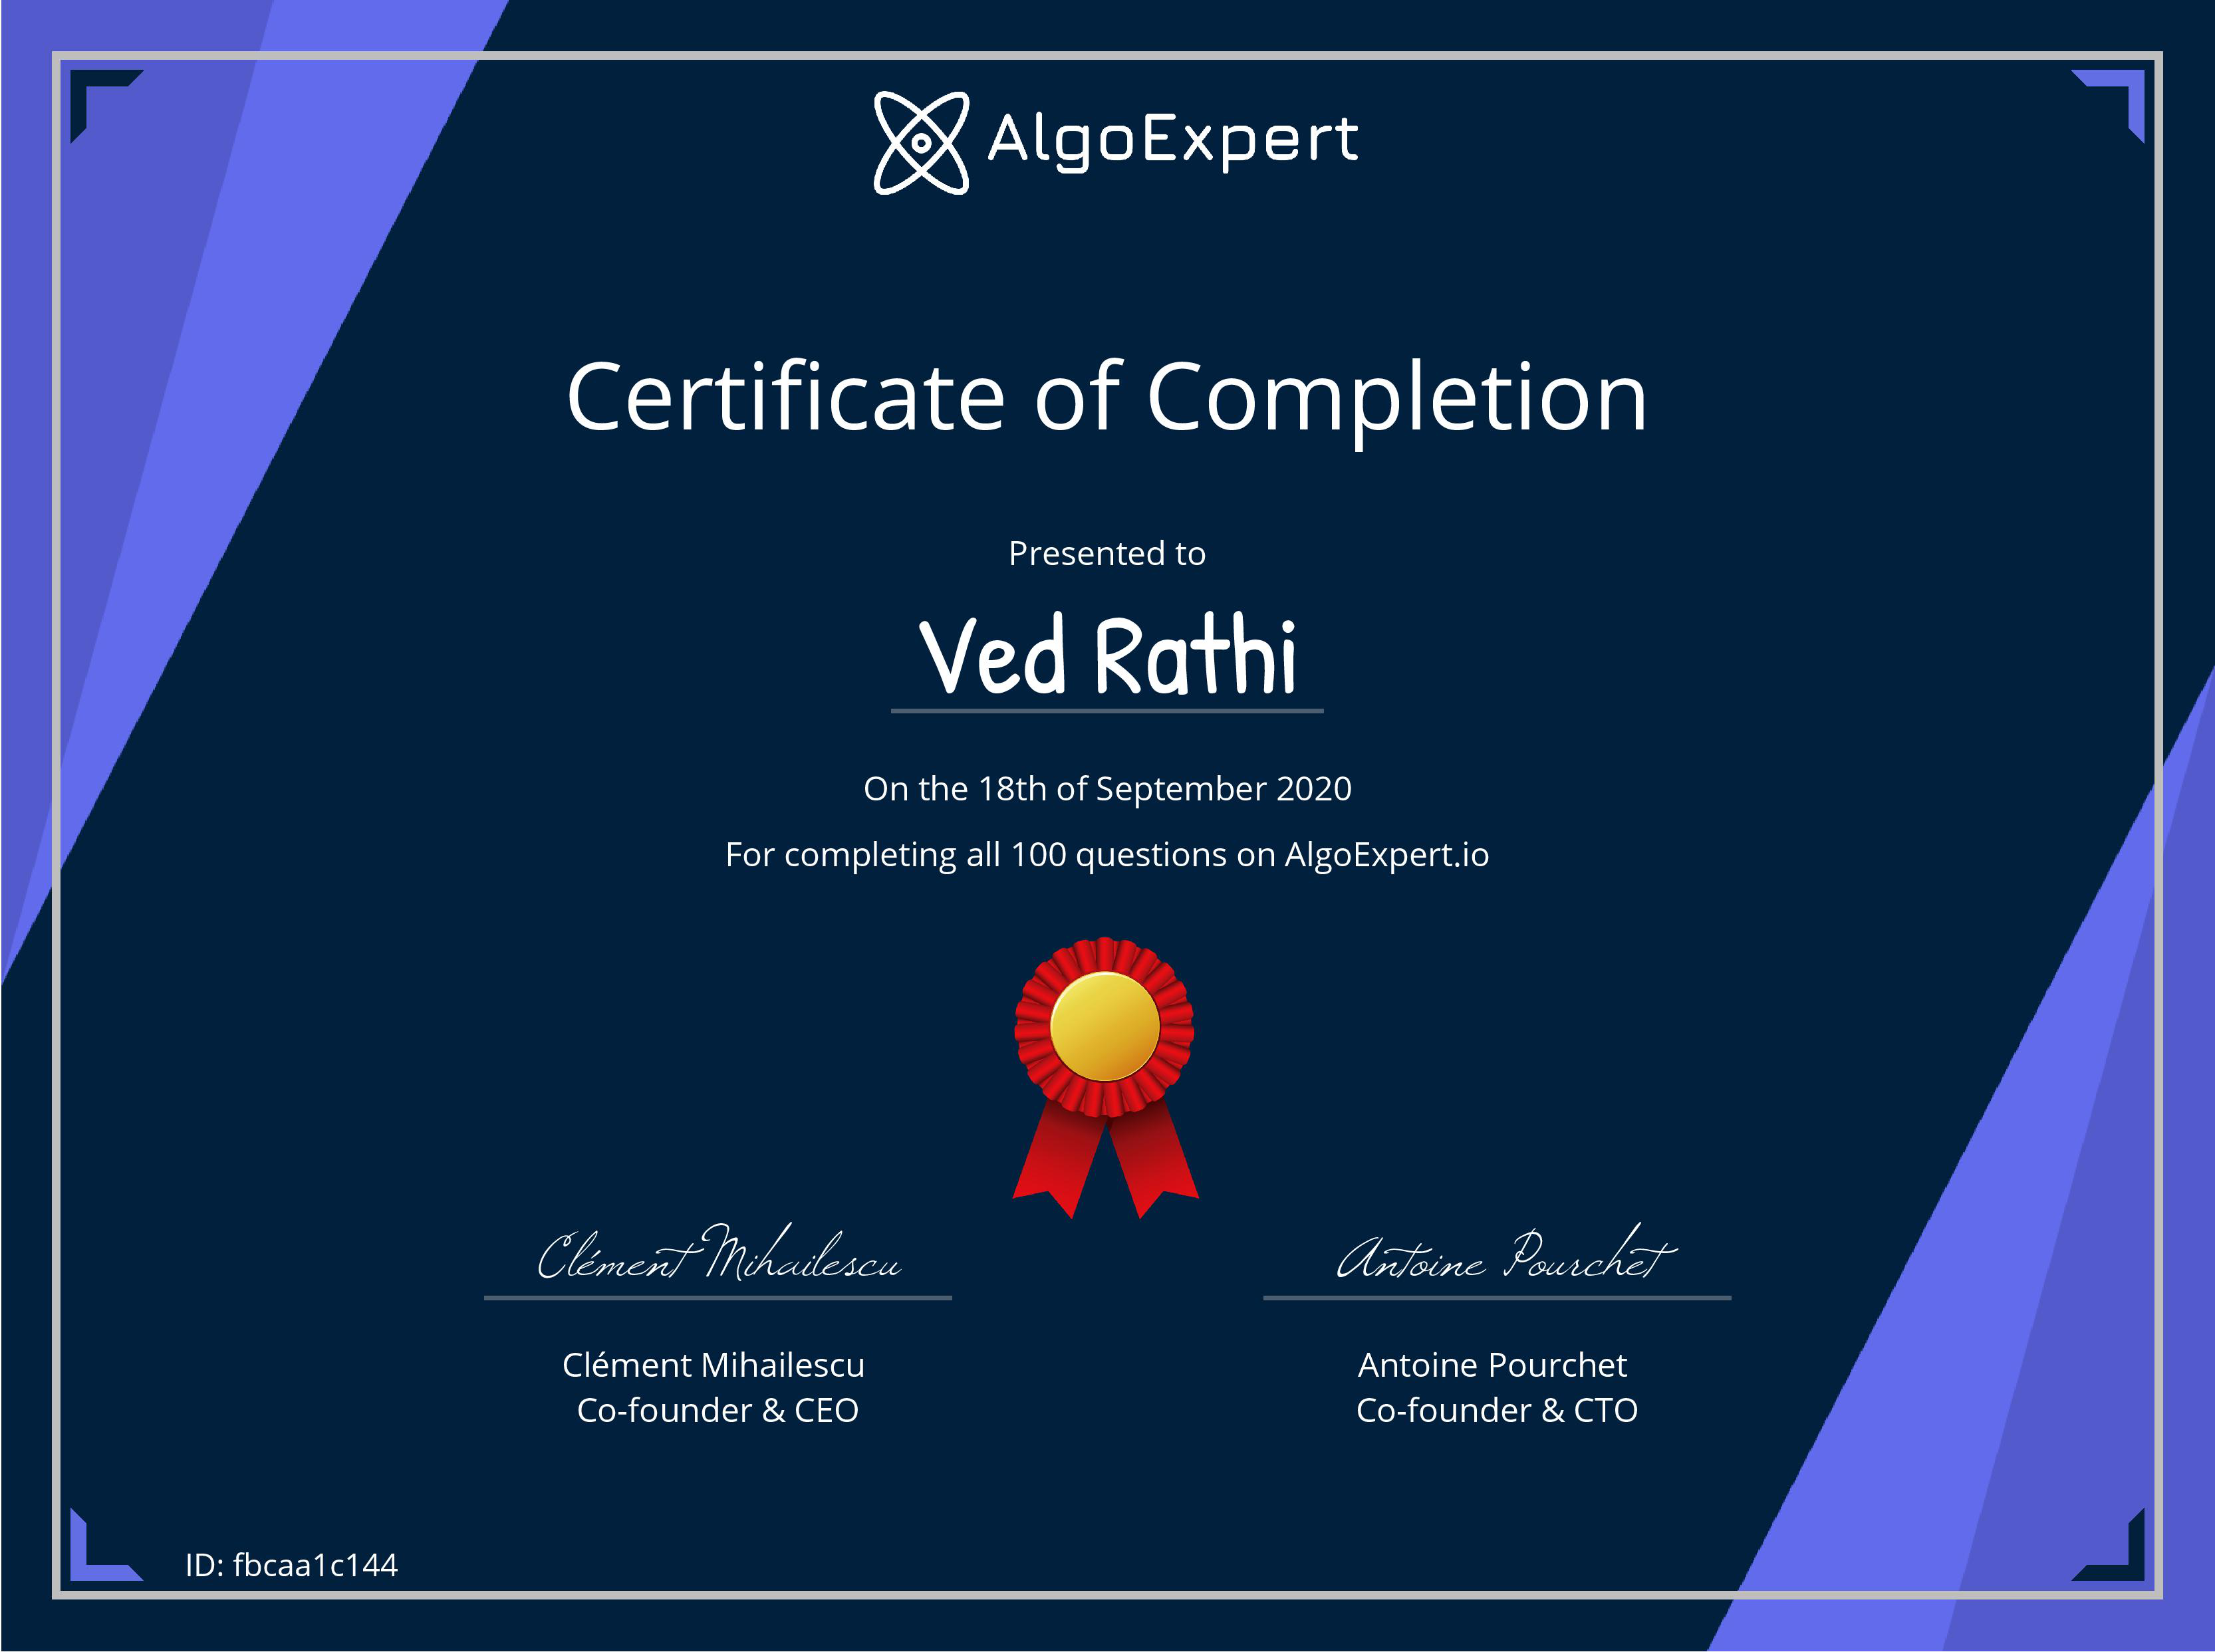 AlgoExpert
Certificate of Completion
Presented to
Ved Rathi
On the 18th of September 2020
For completing all 100 questions on AlgoExpert.io
Clément Mihailescu
Antoine Pourchet
Clément Mihailescu
Co-founder & CEO
Antoine Pourchet
Co-founder & CTO
ID: fbcaa1c144